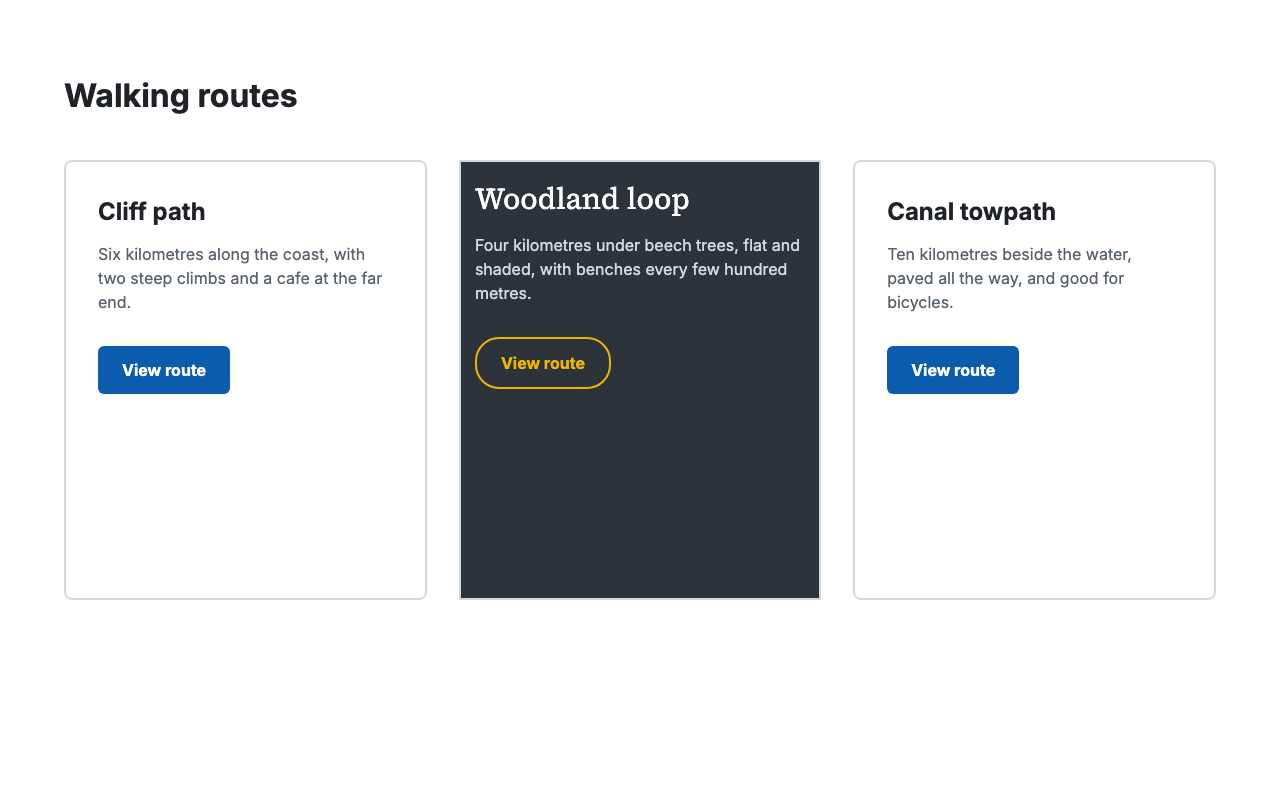 Walking routes
Cliff path
Six kilometres along the coast, with
two steep climbs and a cafe at the far
end.
View route
Woodland loop
Four kilometres under beech trees, flat and
shaded, with benches every few hundred
metres.
View route
Canal towpath
Ten kilometres beside the water,
paved all the way, and good for
bicycles.
View route